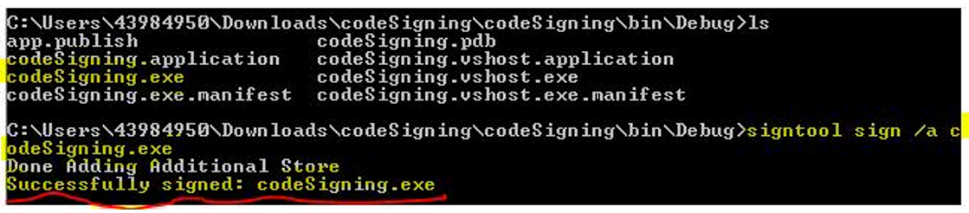 C:\Users\43984950\Downloads\codeSigning\codeSigning\bin\Debug>ls
app.publish                 codeSigning.pdb
codeSigning.application   codeSigning.vshost.application
codeSigning.exe             codeSigning.vshost.exe
codeSigning.exe.manifest  codeSigning.vshost.exe.manifest
C:\Users\43984950\Downloads\codeSigning\codeSigning\bin\Debug>signtool sign /a c
odeSigning.exe
Done Adding Additional Store
Successfully signed: codeSigning.exe